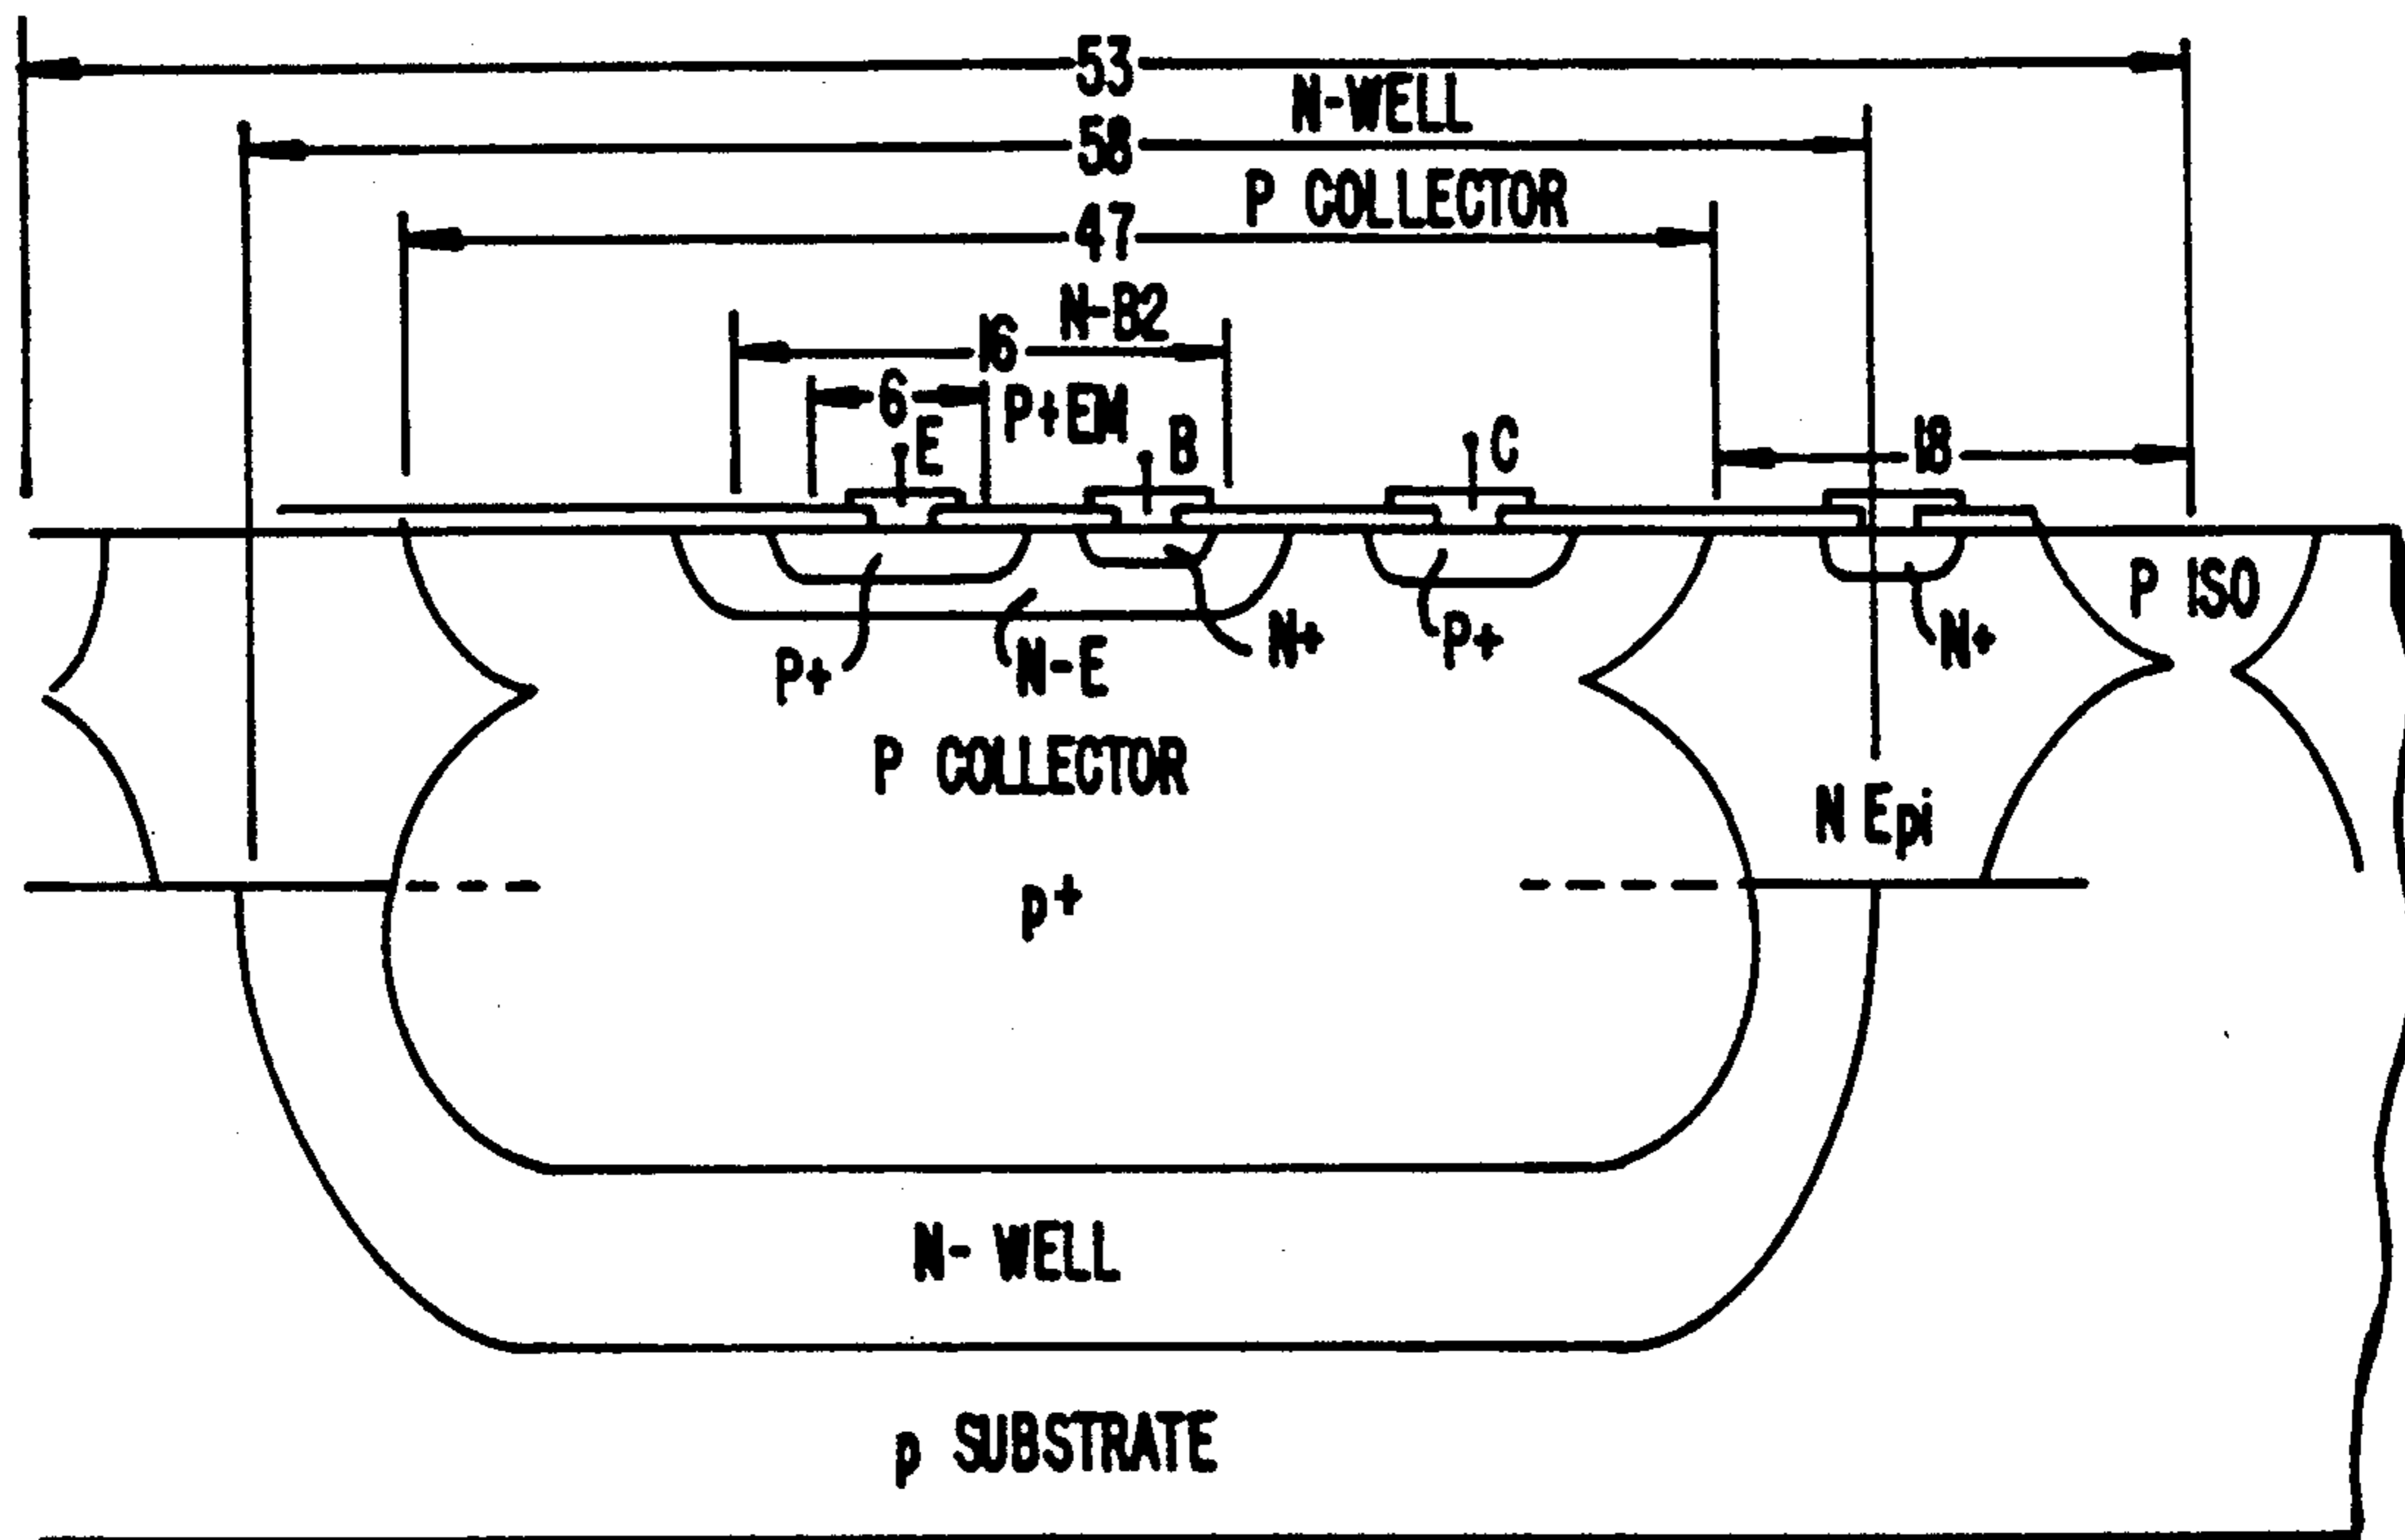 53
N-WELL
58
P COLLECTOR
47
N-B2
16
6
P+EM
E
B
C
18
P ISO
P+
N-E
N+
P+
N+
P COLLECTOR
N Epi
p+
N- WELL
p SUBSTRATE